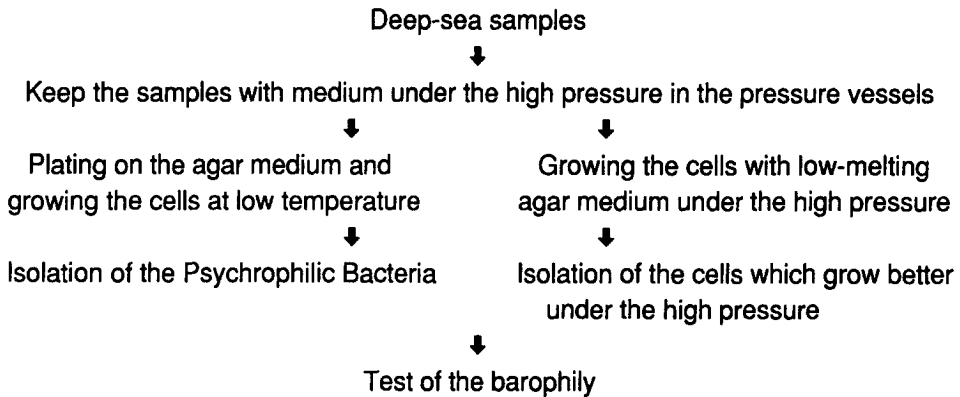 Deep-sea samples
Keep the samples with medium under the high pressure in the pressure vessels
Plating on the agar medium and
growing the cells at low temperature
Growing the cells with low-melting
agar medium under the high pressure
Isolation of the Psychrophilic Bacteria
Isolation of the cells which grow better
under the high pressure
Test of the barophily